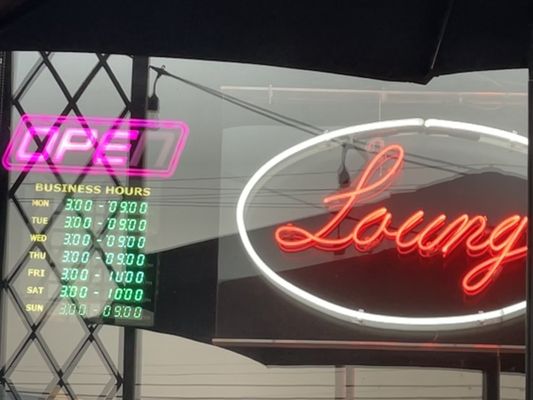 OPEN
BUSINESS HOURS
MON 3:00 - 09:00
TUE 3:00 - 09:00
WED 3:00 - 09:00
THU 3:00 - 09:00
FRI 3:00 - 10:00
SAT 3:00 - 10:00
SUN 3:00 - 09:00
Loung